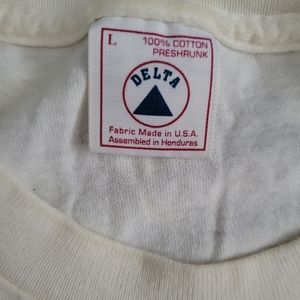 L
100% COTTON
PRESHRUNK
DELTA
Fabric Made in U.S.A.
Assembled in Honduras